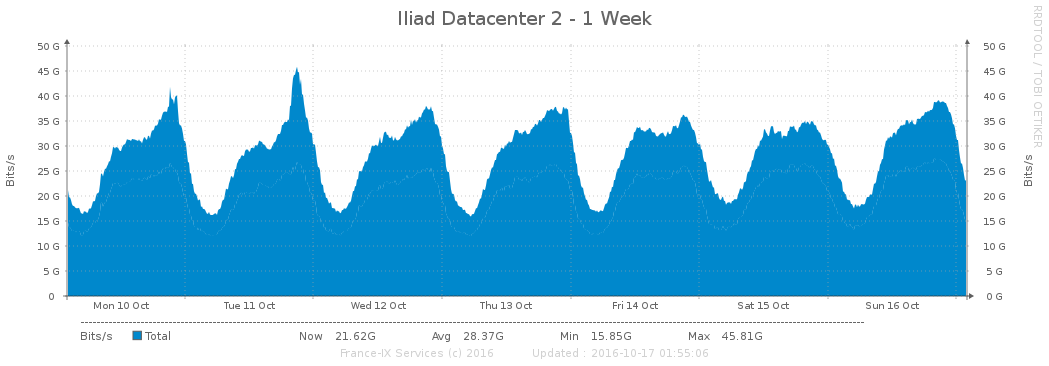 Iliad Datacenter 2 - 1 Week
RRDTOOL / TOBI OETIKER
Bits/s
50 G 50 G
45 G 45 G
40 G 40 G
35 G 35 G
30 G 30 G
25 G 25 G
20 G 20 G
15 G 15 G
10 G 10 G
5 G 5 G
0 0 G
Bits/s
Mon 10 Oct Tue 11 Oct Wed 12 Oct Thu 13 Oct Fri 14 Oct Sat 15 Oct Sun 16 Oct
Bits/s Total Now 21.62G Avg 28.37G Min 15.85G Max 45.81G
France-IX Services (c) 2016 Updated : 2016-10-17 01:55:06